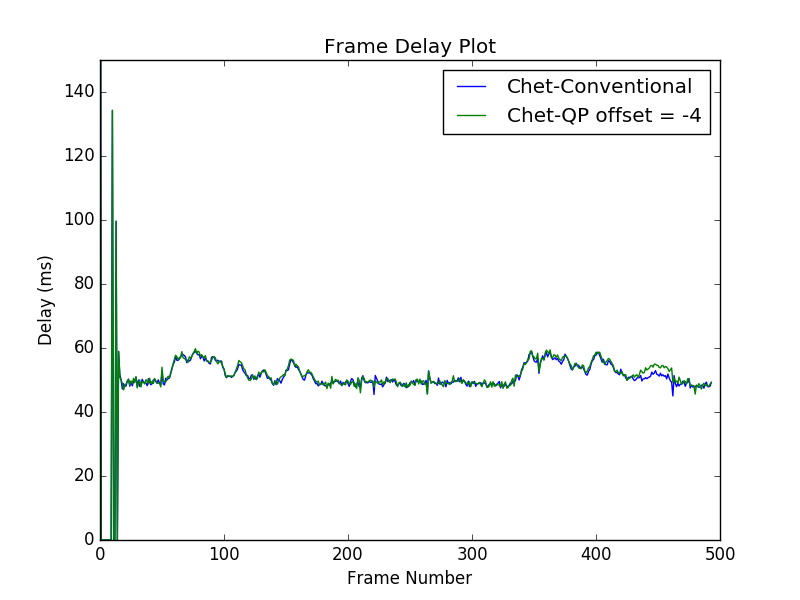 Frame Delay Plot
Chet-Conventional
Chet-QP offset = -4
140
120
100
80
60
40
20
0
Delay (ms)
0 100 200 300 400 500
Frame Number